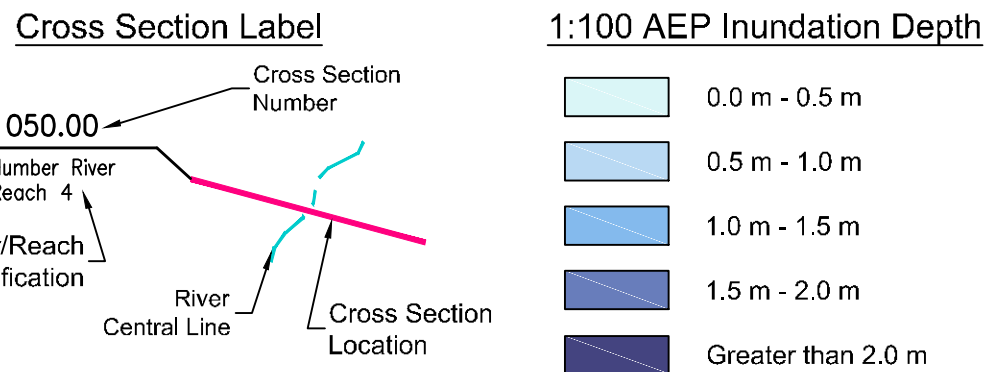 Cross Section Label
Cross Section
Number
050.00
River
Reach 4
/Reach
River
Central Line
Cross Section
Location
1:100 AEP Inundation Depth
0.0 m - 0.5 m
0.5 m - 1.0 m
1.0 m - 1.5 m
1.5 m - 2.0 m
Greater than 2.0 m